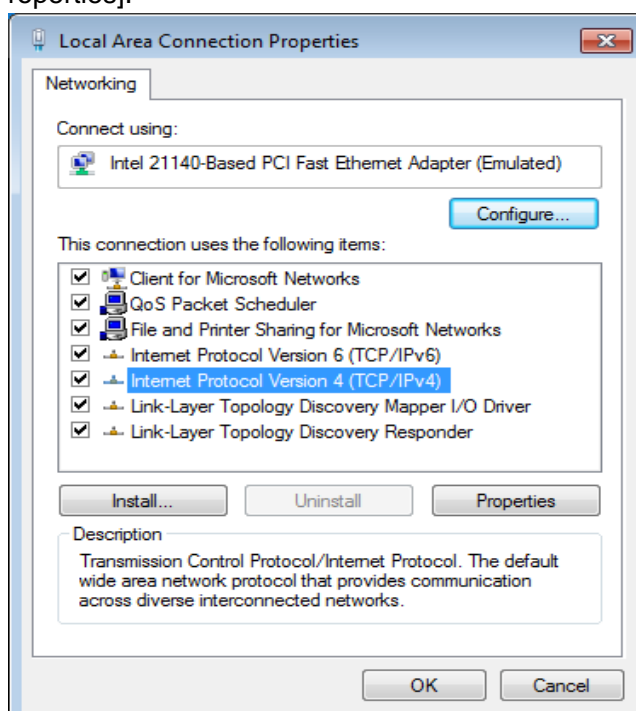 roperties].
Local Area Connection Properties
Networking
Connect using:
Intel 21140-Based PCI Fast Ethernet Adapter (Emulated)
Configure...
This connection uses the following items:
Client for Microsoft Networks
QoS Packet Scheduler
File and Printer Sharing for Microsoft Networks
Internet Protocol Version 6 (TCP/IPv6)
Internet Protocol Version 4 (TCP/IPv4)
Link-Layer Topology Discovery Mapper I/O Driver
Link-Layer Topology Discovery Responder
Install... Uninstall Properties
Description
Transmission Control Protocol/Internet Protocol. The default
wide area network protocol that provides communication
across diverse interconnected networks.
OK Cancel